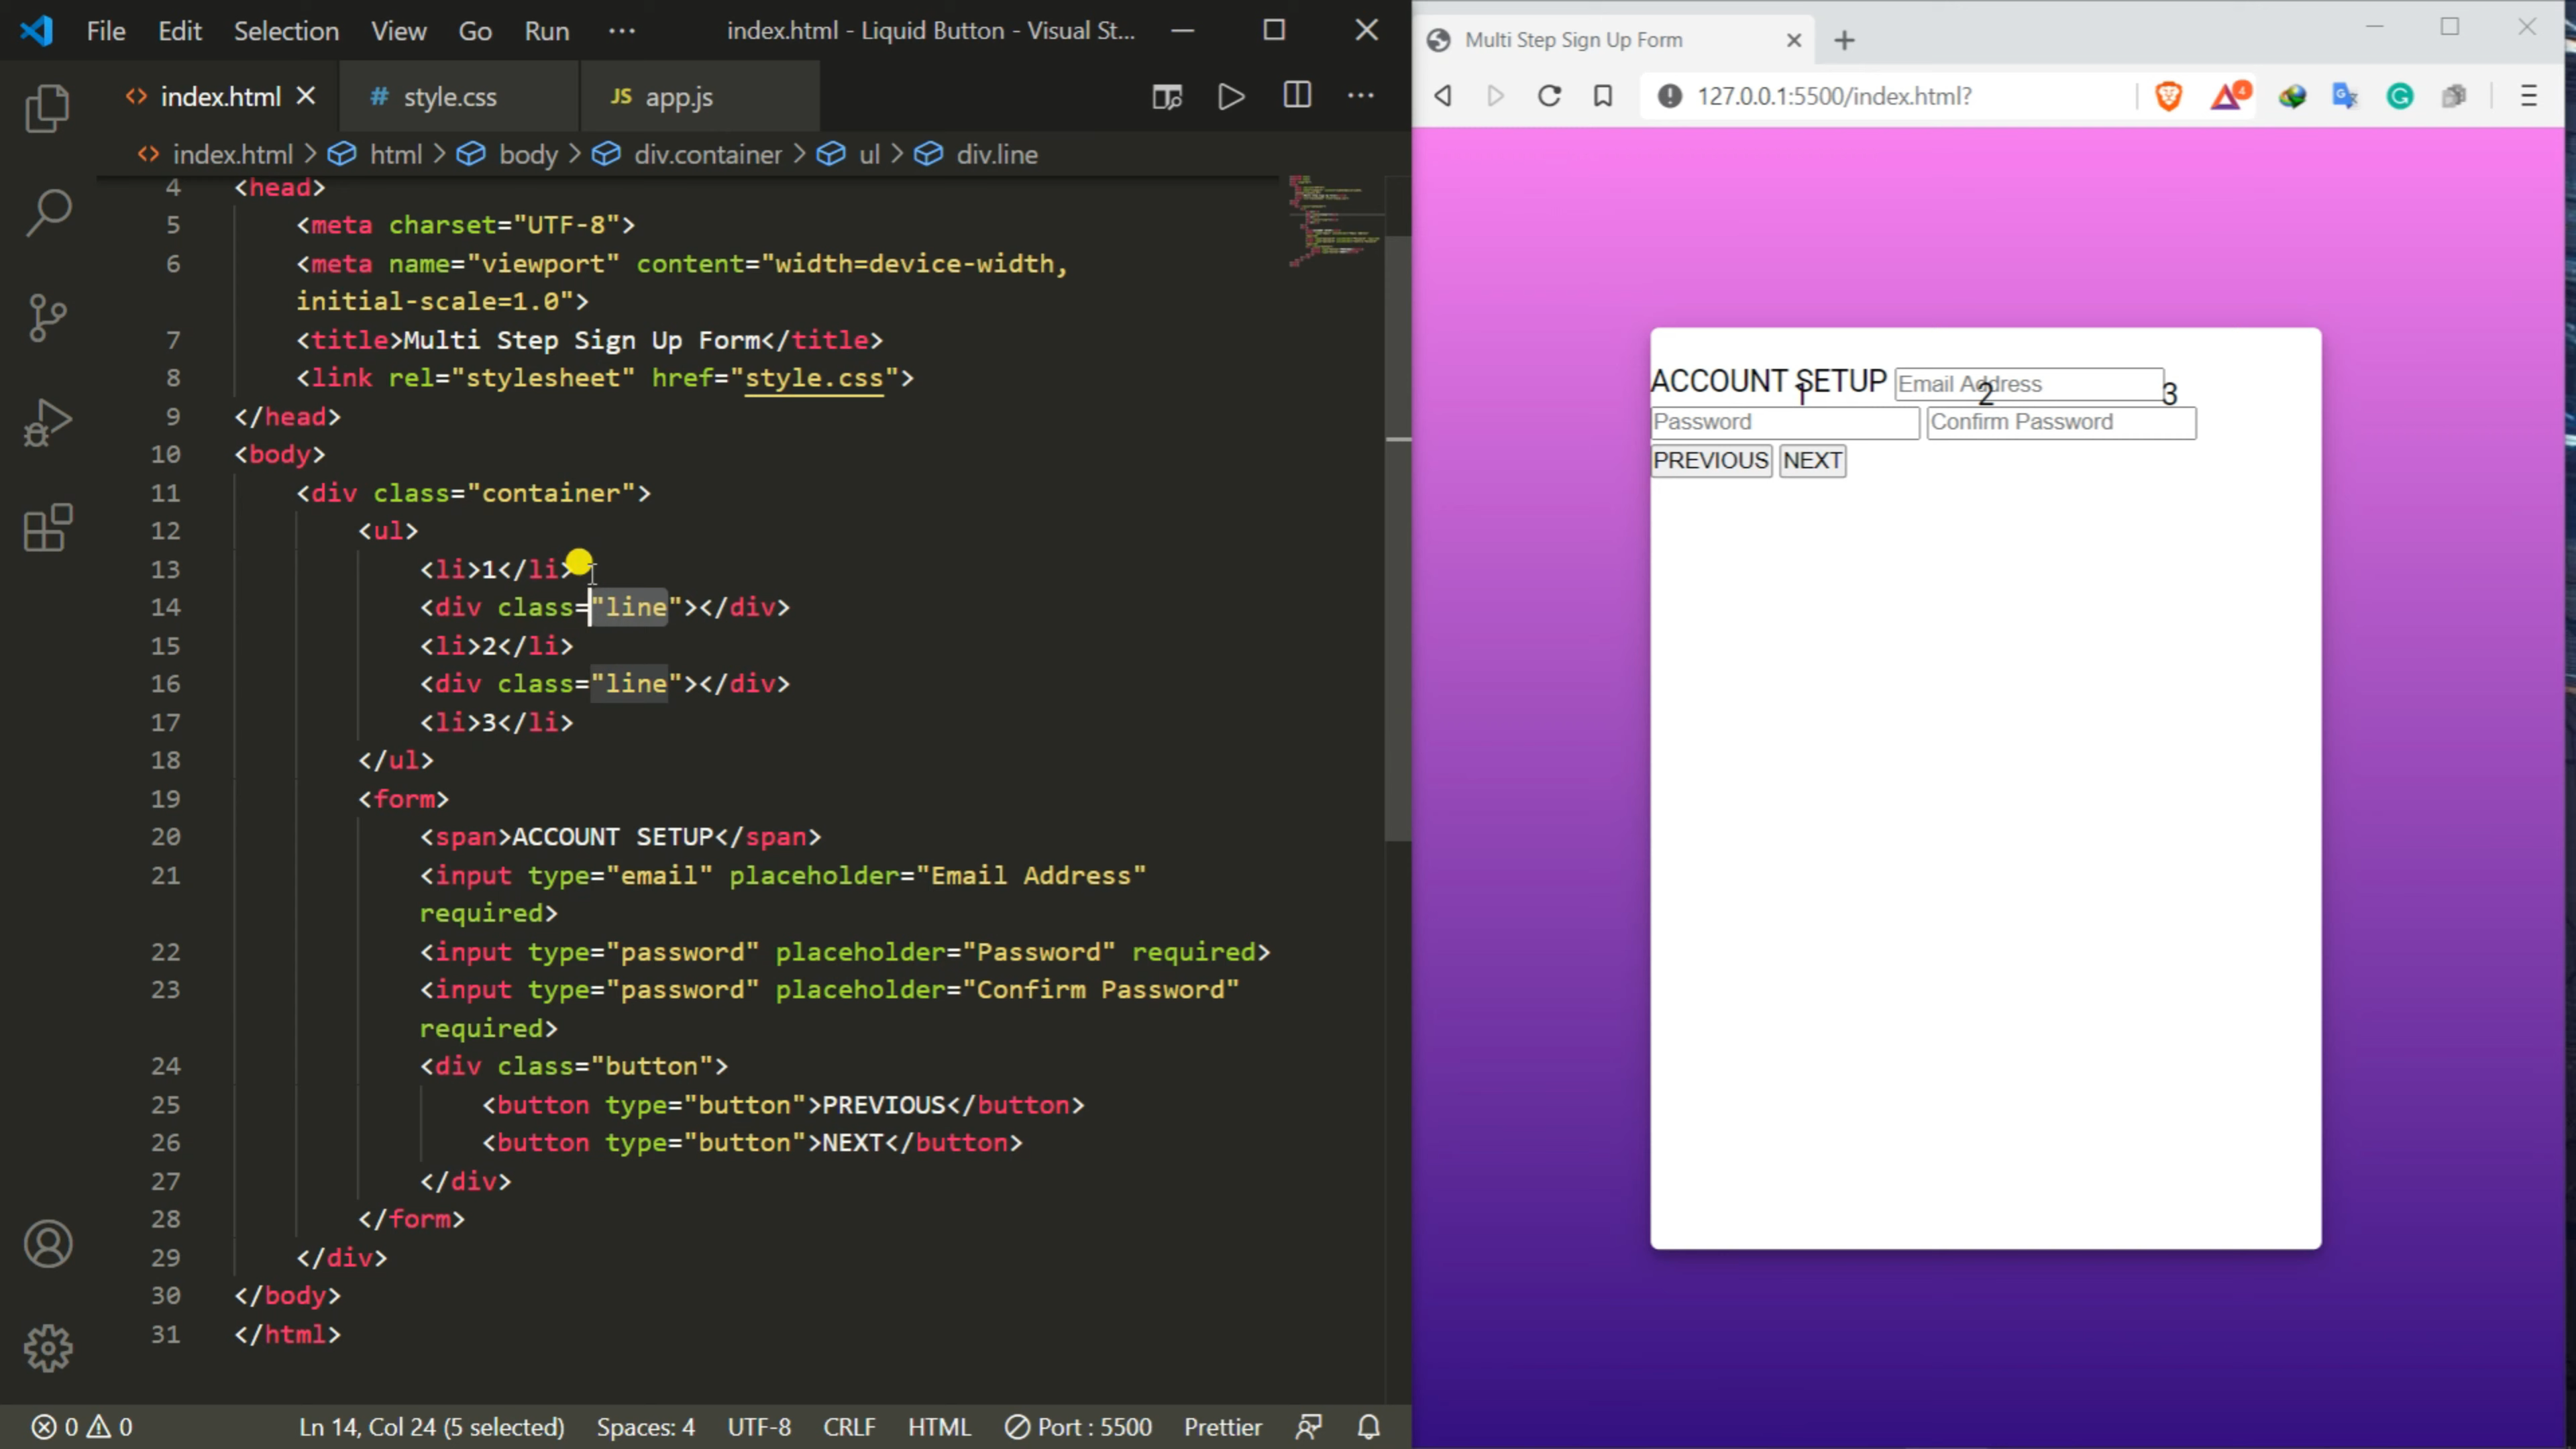 File Edit Selection View Go Run ··· index.html - Liquid Button - Visual St...
index.html style.css JS app.js
index.html > html > body > div.container > ul > div.line
4 <head>
5 <meta charset="UTF-8">
6 <meta name="viewport" content="width=device-width,
initial-scale=1.0">
7 <title>Multi Step Sign Up Form</title>
8 <link rel="stylesheet" href="style.css">
9 </head>
10 <body>
11 <div class="container">
12 <ul>
13 <li>1</li>
14 <div class="line"></div>
15 <li>2</li>
16 <div class="line"></div>
17 <li>3</li>
18 </ul>
19 <form>
20 <span>ACCOUNT SETUP</span>
21 <input type="email" placeholder="Email Address"
required>
22 <input type="password" placeholder="Password" required>
23 <input type="password" placeholder="Confirm Password"
required>
24 <div class="button">
25 <button type="button">PREVIOUS</button>
26 <button type="button">NEXT</button>
27 </div>
28 </form>
29 </div>
30 </body>
31 </html>
0 0 Ln 14, Col 24 (5 selected) Spaces: 4 UTF-8 CRLF HTML Port : 5500 Prettier
Multi Step Sign Up Form
127.0.0.1:5500/index.html? 4
ACCOUNT SETUP Email Address
1 2 3
Password Confirm Password
PREVIOUS NEXT